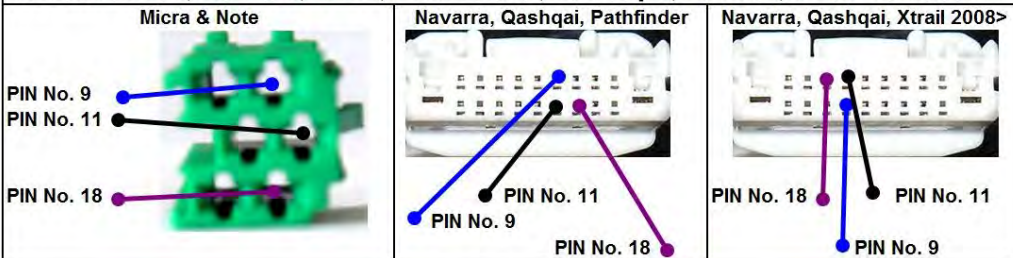 Micra & Note
PIN No. 9
PIN No. 11
PIN No. 18
Navarra, Qashqai, Pathfinder
PIN No. 11
PIN No. 9
PIN No. 18
Navarra, Qashqai, Xtrail 2008>
PIN No. 18
PIN No. 11
PIN No. 9